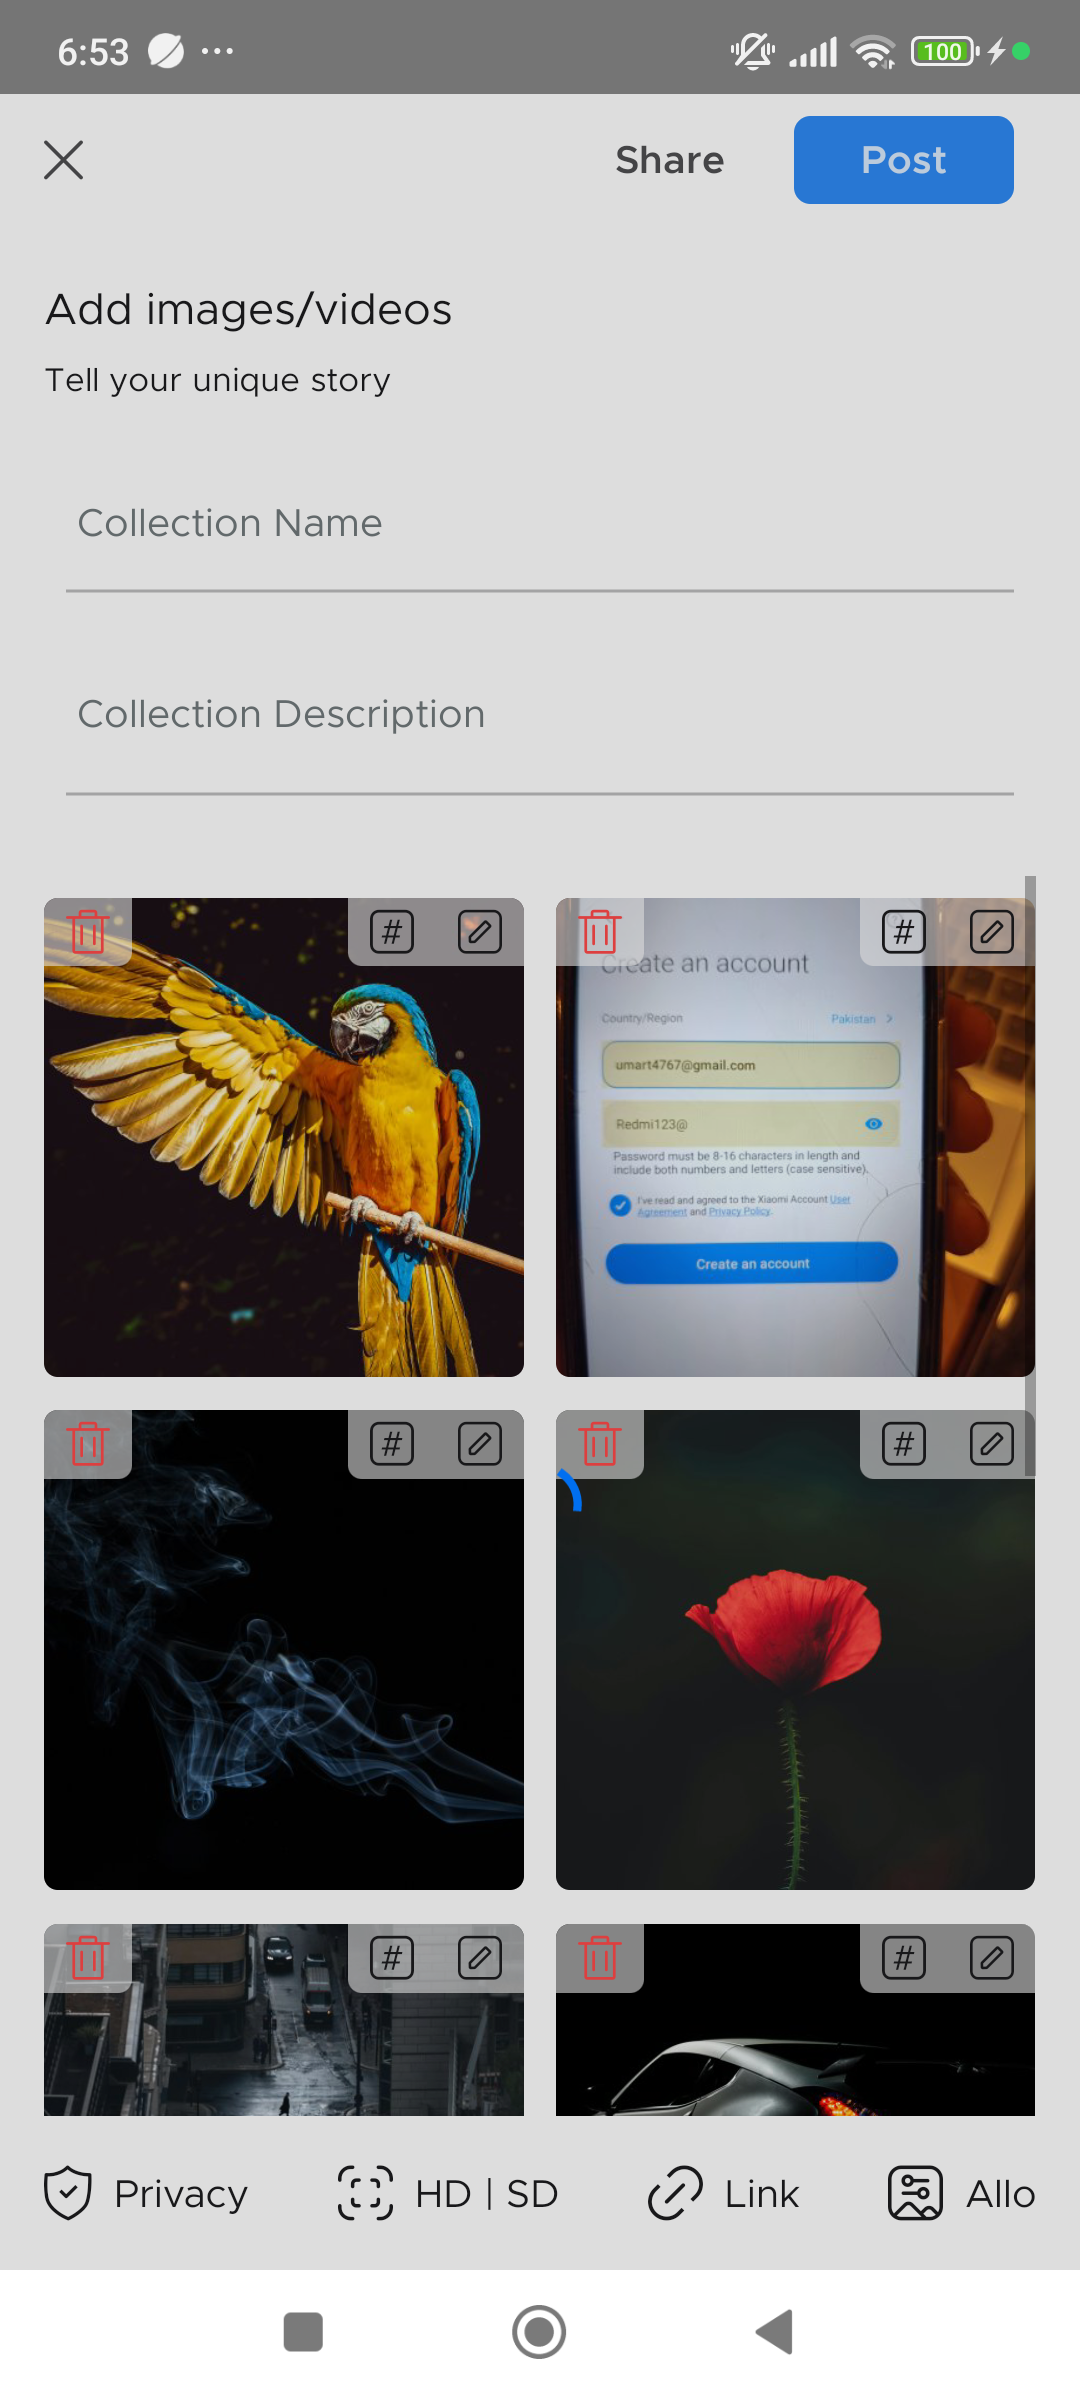 6:53
100
Share
Post
Add images/videos
Tell your unique story
Collection Name
Collection Description
#
#
Create an account
Country/Region
Pakistan >
umart4767@gmail.com
Redmi123@
Password must be 8-16 characters in length and
include both numbers and letters (case sensitive).
I've read and agreed to the Xiaomi Account User
Agreement and Privacy Policy.
Create an account
#
#
#
#
Privacy
HD | SD
Link
Allo